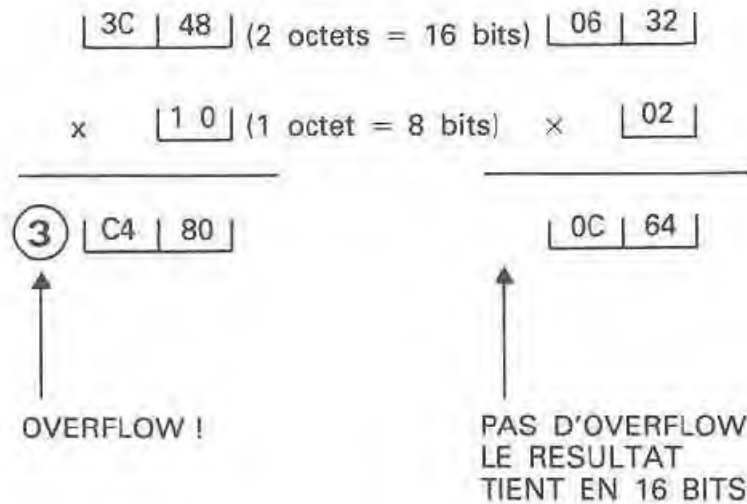 3C | 48 (2 octets = 16 bits) 06 | 32
x 1 0 (1 octet = 8 bits) × 02
3 C4 | 80 0C | 64
OVERFLOW ! PAS D'OVERFLOW
LE RESULTAT
TIENT EN 16 BITS